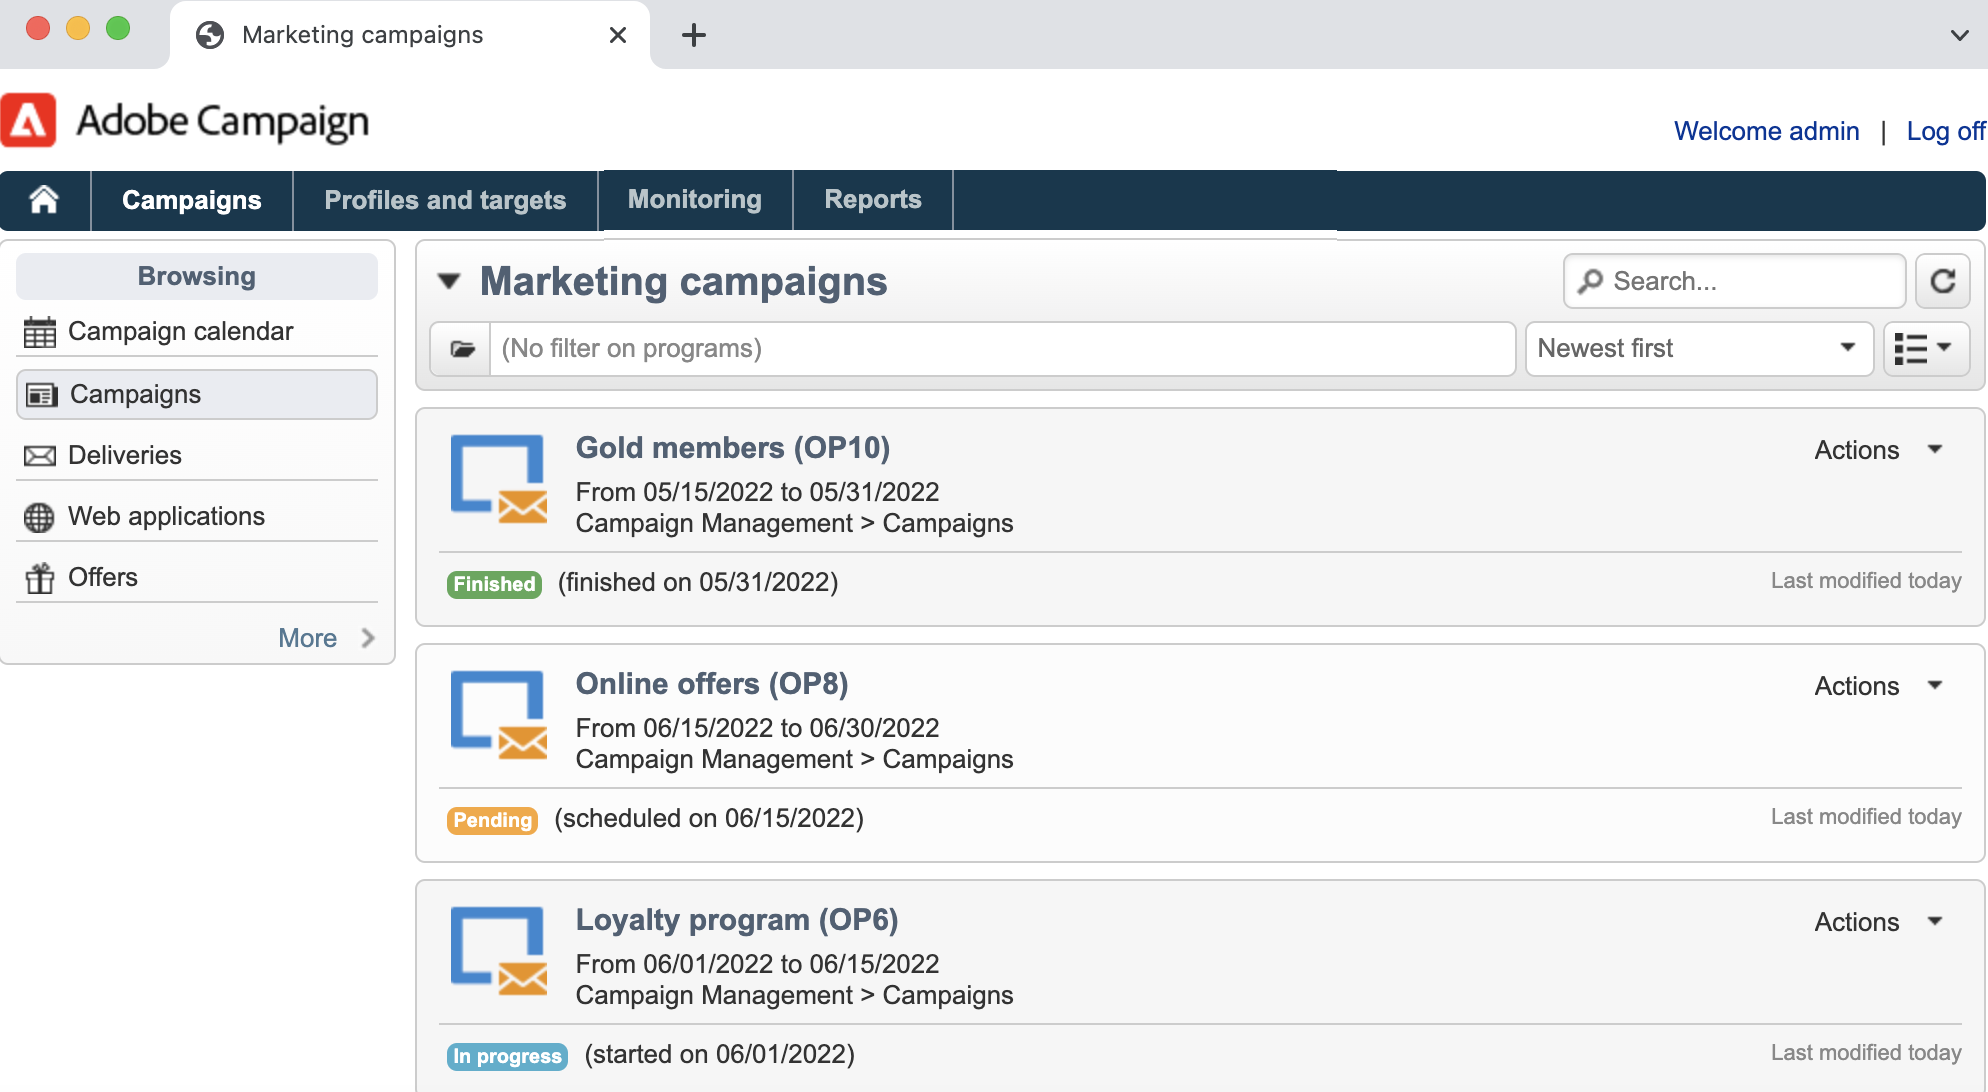 Marketing campaigns
Adobe Campaign
Welcome admin | Log off
Campaigns
Profiles and targets
Monitoring
Reports
Browsing
Campaign calendar
Campaigns
Deliveries
Web applications
Offers
More
Marketing campaigns
Search...
(No filter on programs)
Newest first
Gold members (OP10)
Actions
From 05/15/2022 to 05/31/2022
Campaign Management > Campaigns
Finished (finished on 05/31/2022)
Last modified today
Online offers (OP8)
Actions
From 06/15/2022 to 06/30/2022
Campaign Management > Campaigns
Pending (scheduled on 06/15/2022)
Last modified today
Loyalty program (OP6)
Actions
From 06/01/2022 to 06/15/2022
Campaign Management > Campaigns
In progress (started on 06/01/2022)
Last modified today